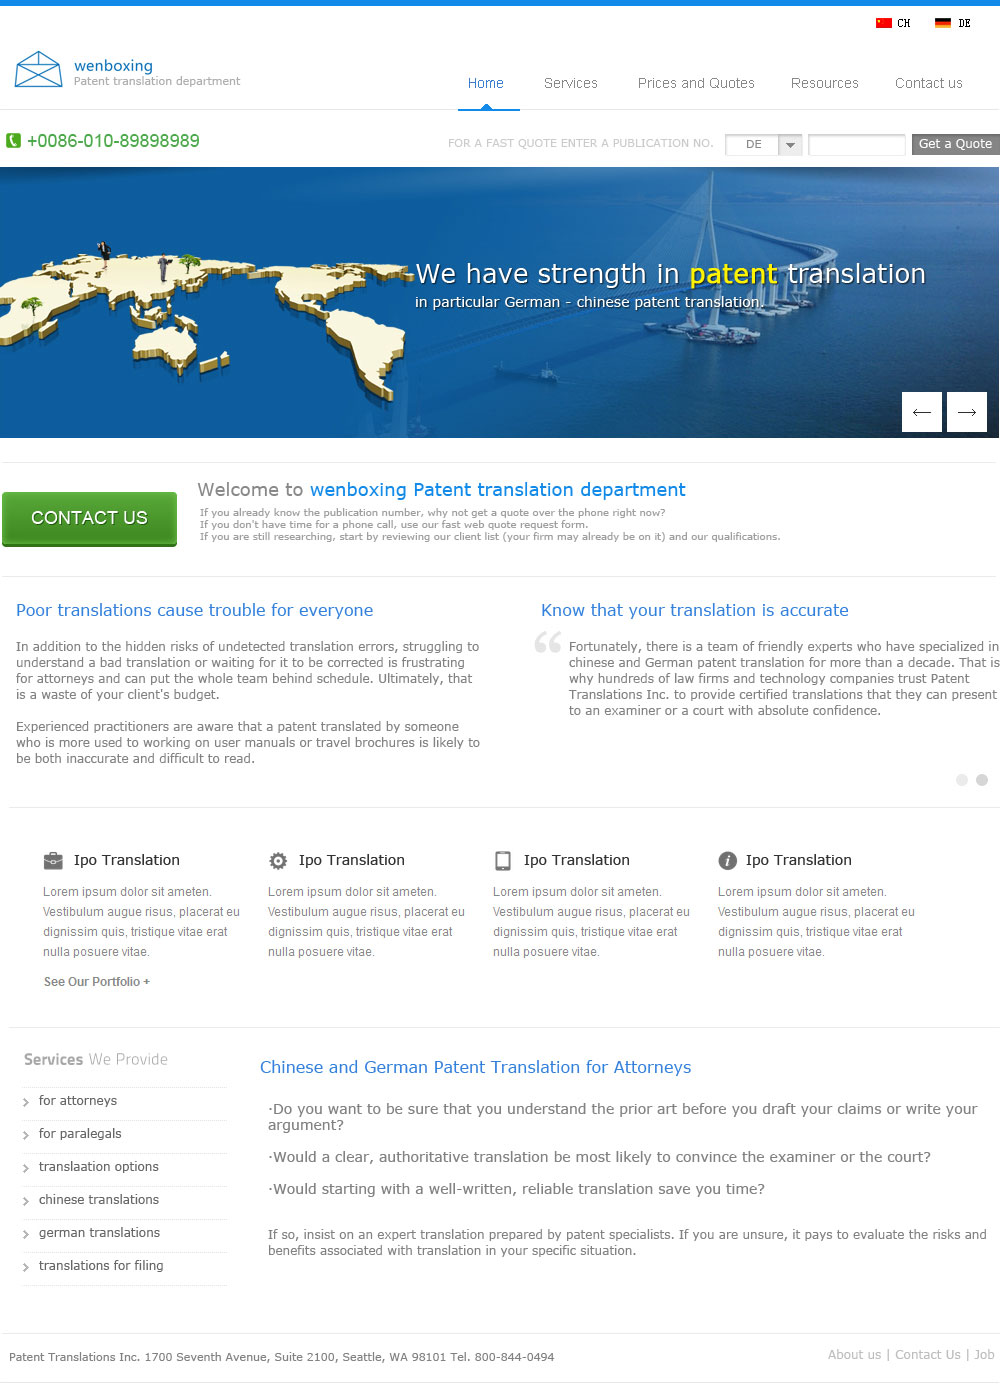 CH DE
wenboxing
Patent translation department
Home Services Prices and Quotes Resources Contact us
+0086-010-89898989
FOR A FAST QUOTE ENTER A PUBLICATION NO. DE Get a Quote
We have strength in patent translation
in particular German - chinese patent translation.
CONTACT US
Welcome to wenboxing Patent translation department
If you already know the publication number, why not get a quote over the phone right now?
If you don't have time for a phone call, use our fast web quote request form.
If you are still researching, start by reviewing our client list (your firm may already be on it) and our qualifications.
Poor translations cause trouble for everyone
In addition to the hidden risks of undetected translation errors, struggling to
understand a bad translation or waiting for it to be corrected is frustrating
for attorneys and can put the whole team behind schedule. Ultimately, that
is a waste of your client's budget.
Experienced practitioners are aware that a patent translated by someone
who is more used to working on user manuals or travel brochures is likely to
be both inaccurate and difficult to read.
Know that your translation is accurate
“
Fortunately, there is a team of friendly experts who have specialized in
chinese and German patent translation for more than a decade. That is
why hundreds of law firms and technology companies trust Patent
Translations Inc. to provide certified translations that they can present
to an examiner or a court with absolute confidence.
Ipo Translation
Lorem ipsum dolor sit ameten.
Vestibulum augue risus, placerat eu
dignissim quis, tristique vitae erat
nulla posuere vitae.
See Our Portfolio +
Ipo Translation
Lorem ipsum dolor sit ameten.
Vestibulum augue risus, placerat eu
dignissim quis, tristique vitae erat
nulla posuere vitae.
Ipo Translation
Lorem ipsum dolor sit ameten.
Vestibulum augue risus, placerat eu
dignissim quis, tristique vitae erat
nulla posuere vitae.
Ipo Translation
Lorem ipsum dolor sit ameten.
Vestibulum augue risus, placerat eu
dignissim quis, tristique vitae erat
nulla posuere vitae.
Services We Provide
for attorneys
for paralegals
translaation options
chinese translations
german translations
translations for filing
Chinese and German Patent Translation for Attorneys
·Do you want to be sure that you understand the prior art before you draft your claims or write your
argument?
·Would a clear, authoritative translation be most likely to convince the examiner or the court?
·Would starting with a well-written, reliable translation save you time?
If so, insist on an expert translation prepared by patent specialists. If you are unsure, it pays to evaluate the risks and
benefits associated with translation in your specific situation.
Patent Translations Inc. 1700 Seventh Avenue, Suite 2100, Seattle, WA 98101 Tel. 800-844-0494
About us | Contact Us | Job